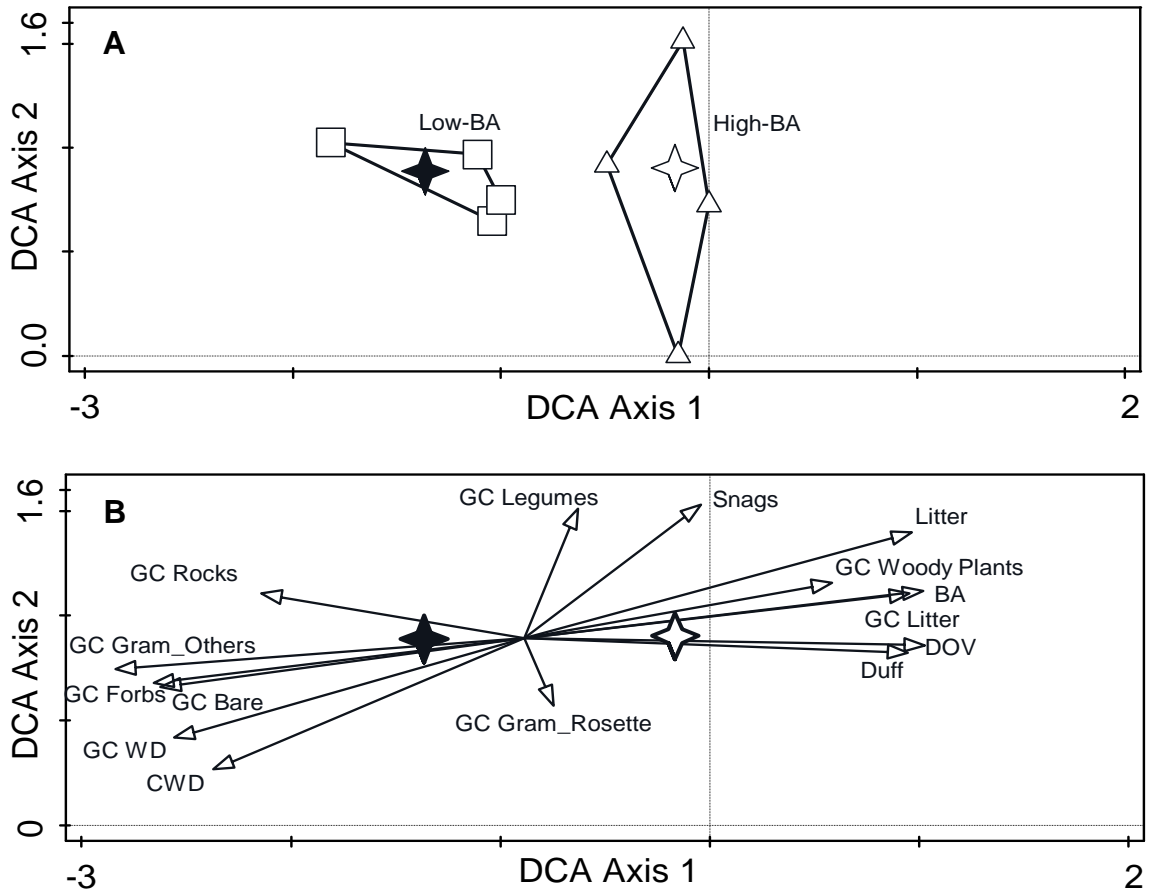 A
1.6
Low-BA
High-BA
DCA Axis 2
0.0
-3
DCA Axis 1
2
B
1.6
GC Legumes
Snags
Litter
GC Rocks
GC Woody Plants
BA
GC Litter
GC Gram_Others
DOV
Duff
GC Forbs
GC Bare
GC Gram_Rosette
GC WD
CWD
DCA Axis 2
0
-3
DCA Axis 1
2